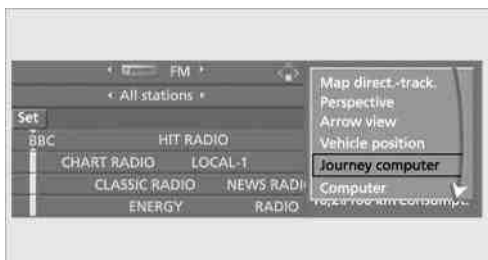 FM
All stations
Set
BBC HIT RADIO
CHART RADIO LOCAL-1
CLASSIC RADIO NEWS RADI
ENERGY RADIO
Map direct.-track.
Perspective
Arrow view
Vehicle position
Journey computer
Computer